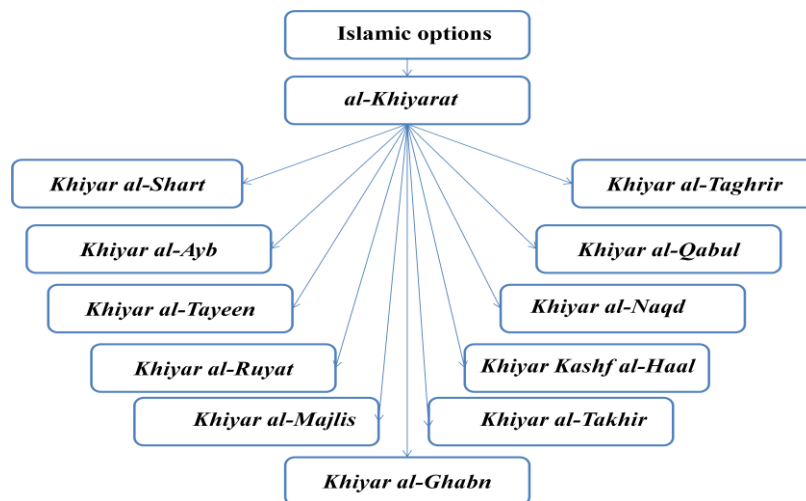 Islamic options
al-Khiyarat
Khiyar al-Shart
Khiyar al-Taghrir
Khiyar al-Ayb
Khiyar al-Qabul
Khiyar al-Tayeen
Khiyar al-Naqd
Khiyar al-Ruyat
Khiyar Kashf al-Haal
Khiyar al-Majlis
Khiyar al-Takhir
Khiyar al-Ghabn